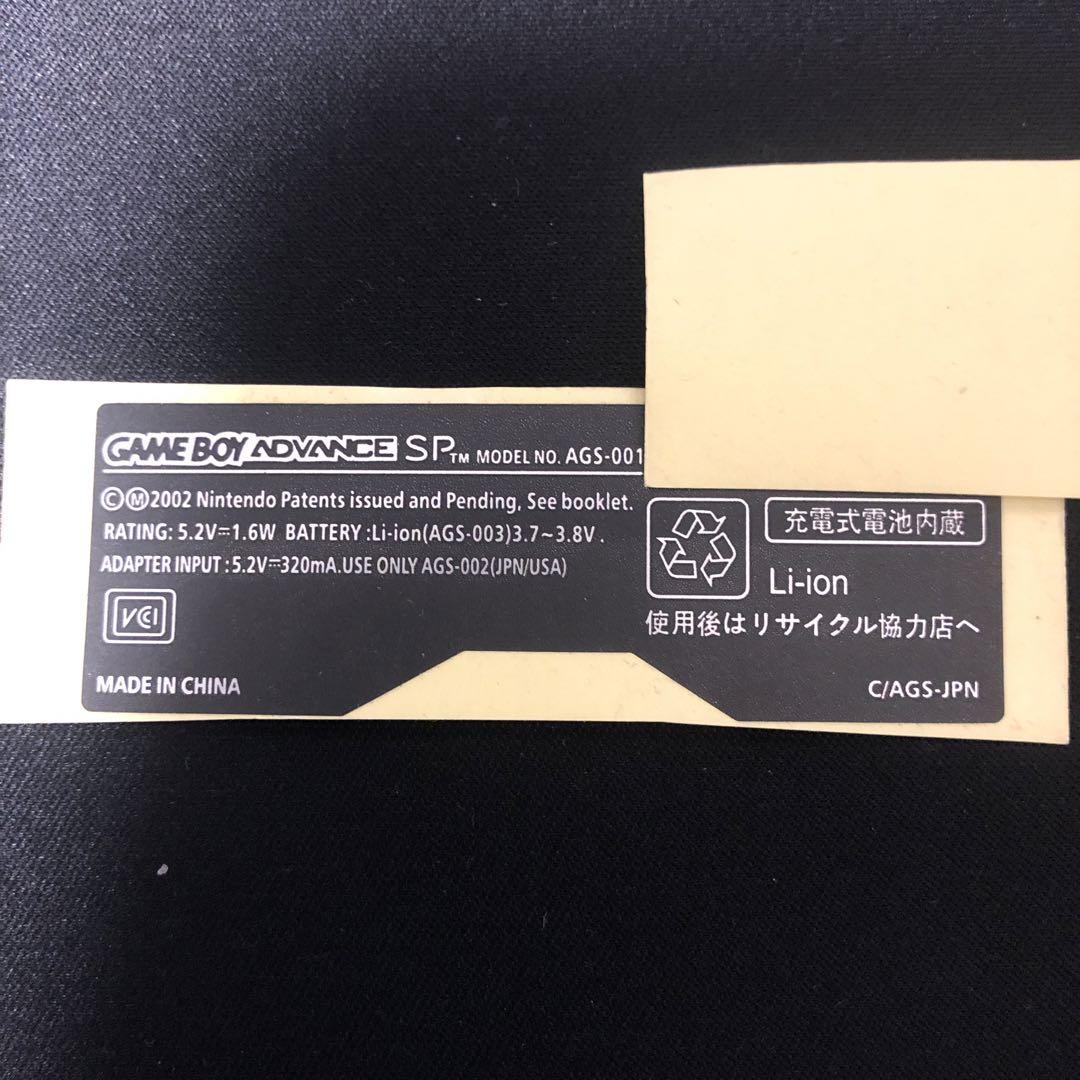 GAME BOY ADVANCE SP TM MODEL NO. AGS-001
©Ⓜ2002 Nintendo Patents issued and Pending, See booklet.
RATING: 5.2V⎓1.6W BATTERY :Li-ion(AGS-003)3.7~3.8V .
ADAPTER INPUT : 5.2V⎓320mA.USE ONLY AGS-002(JPN/USA)
VCI
MADE IN CHINA
充電式電池内蔵
Li-ion
使用後はリサイクル協力店へ
C/AGS-JPN